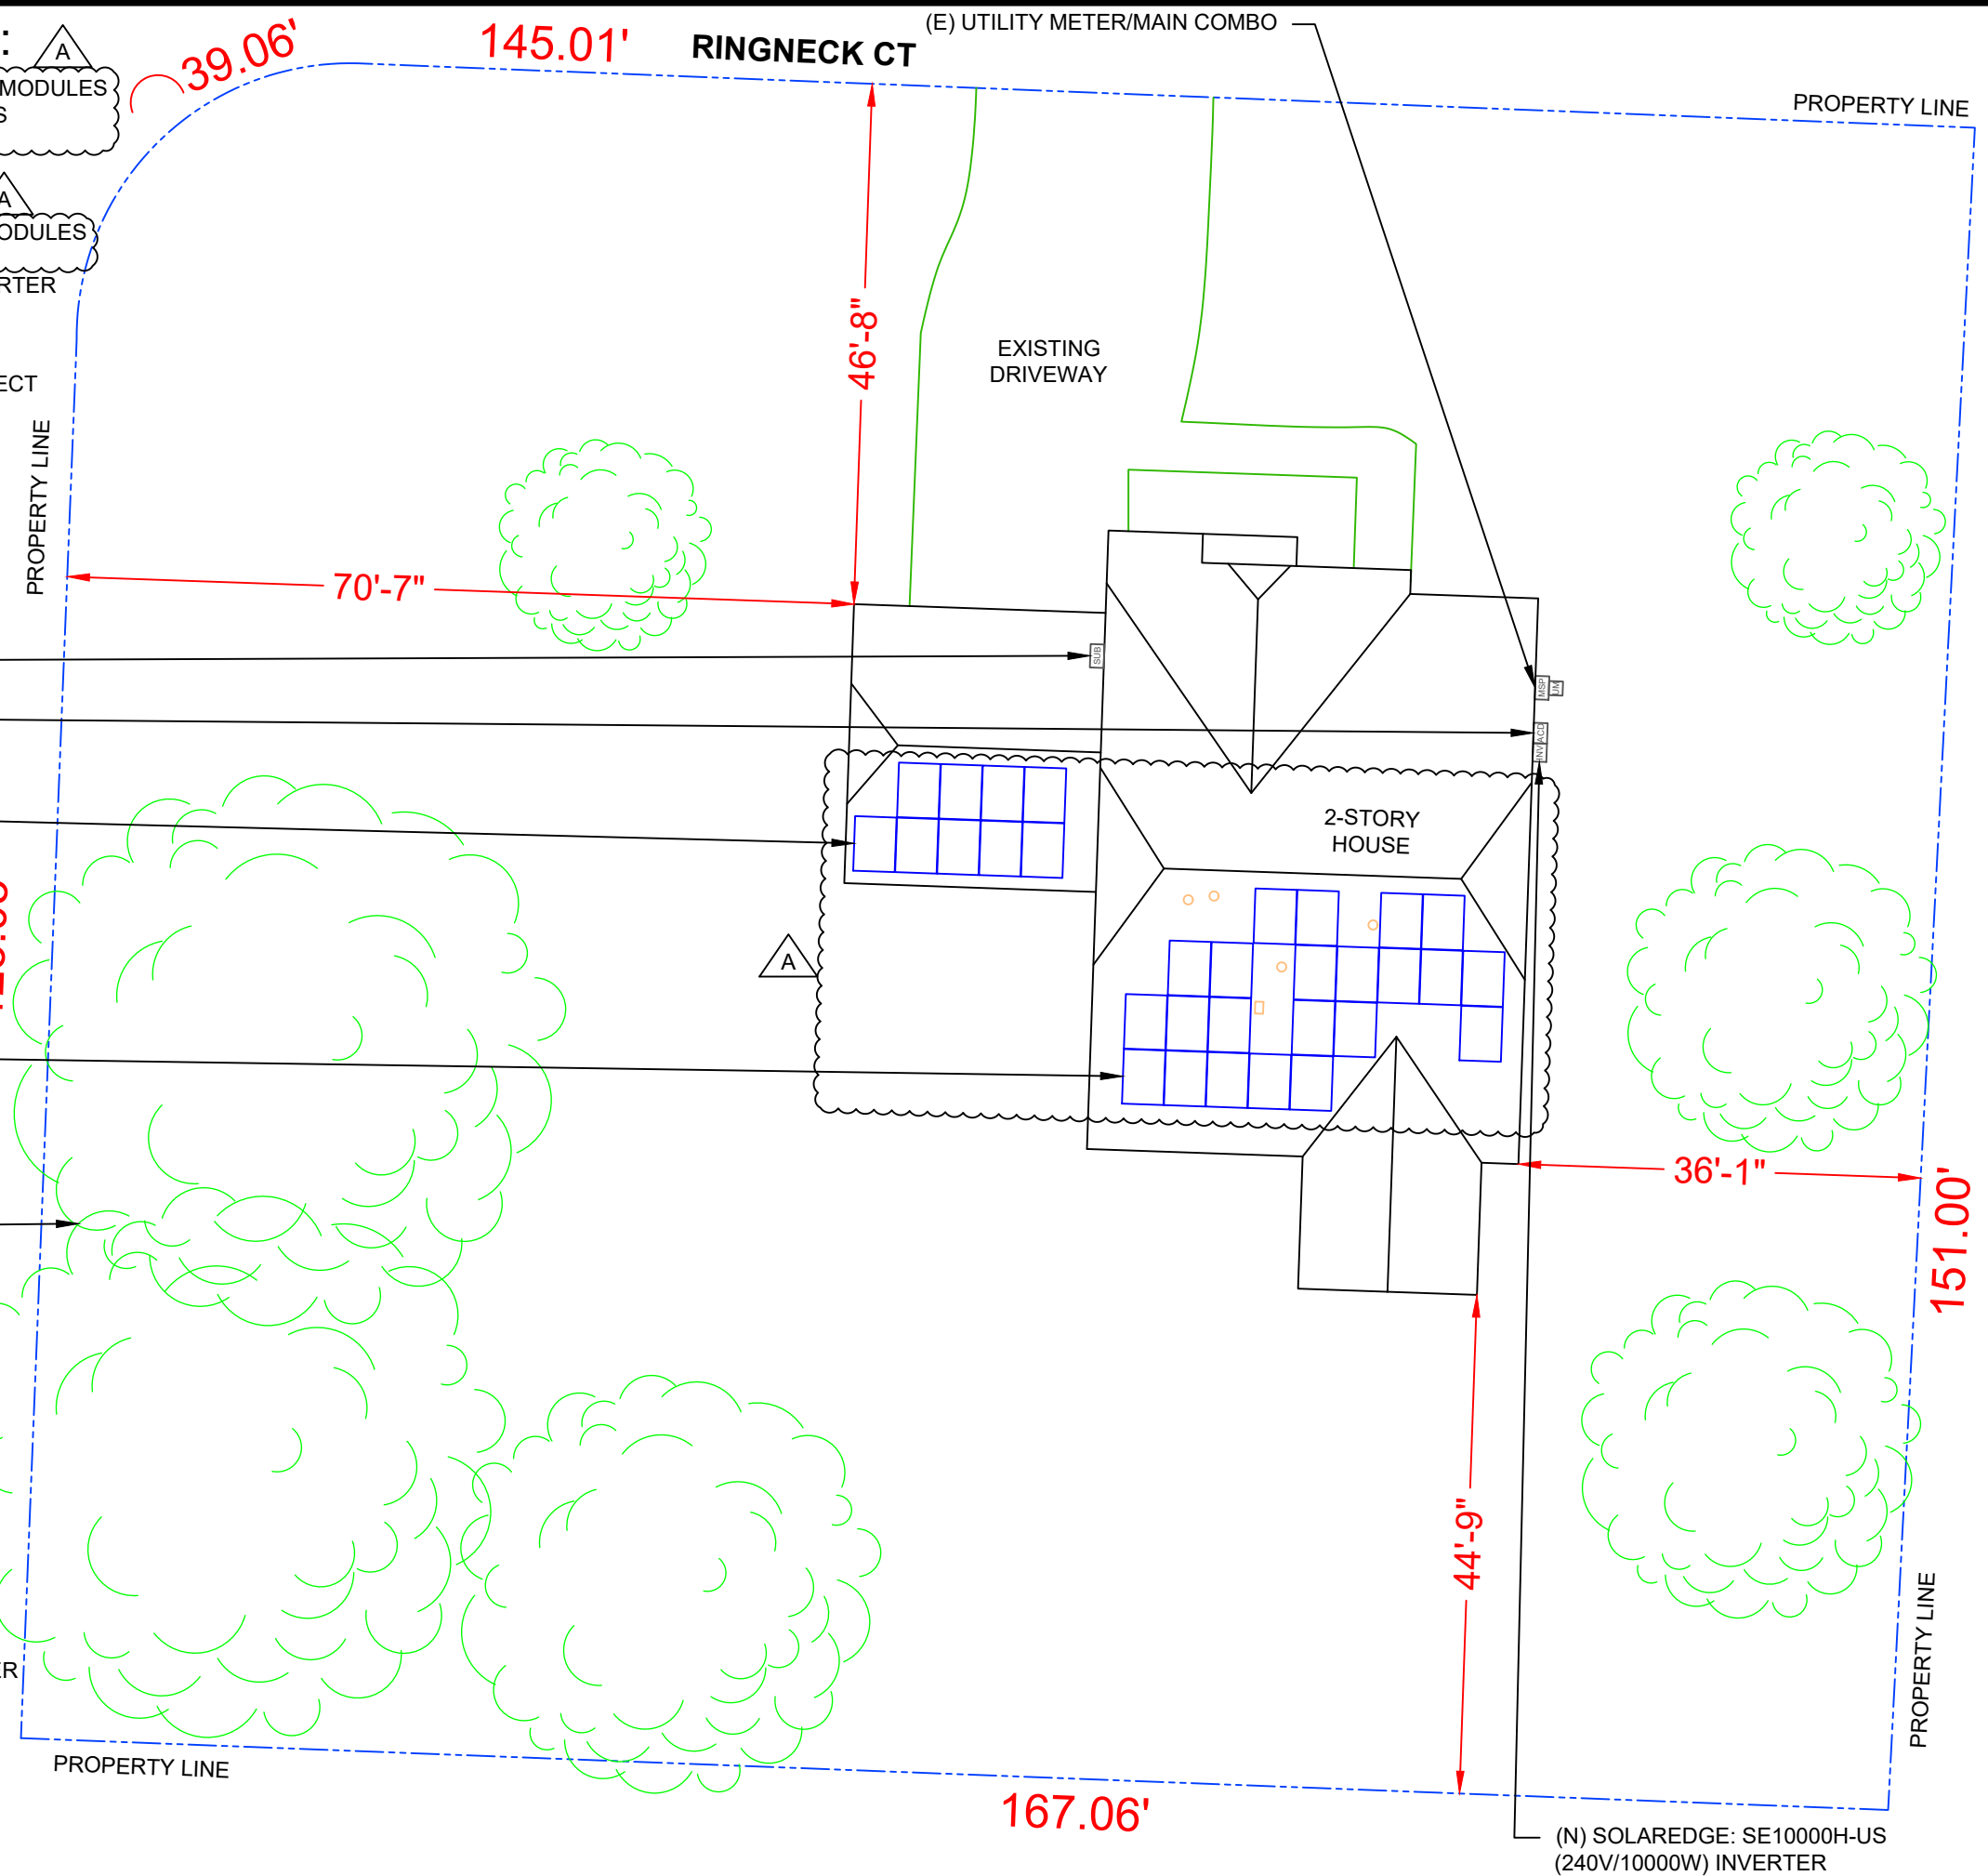 (E) UTILITY METER/MAIN COMBO
39.06'
145.01'
RINGNECK CT
:
A
MODULES
S
PROPERTY LINE
A
ODULES
RTER
46'-8"
EXISTING
DRIVEWAY
ECT
PROPERTY LINE
70'-7"
SUB
MSP
UM
ACD
INV
2-STORY
HOUSE
A
36'-1"
151.00'
44'-9"
ER
PROPERTY LINE
PROPERTY LINE
167.06'
(N) SOLAREDGE: SE10000H-US
(240V/10000W) INVERTER